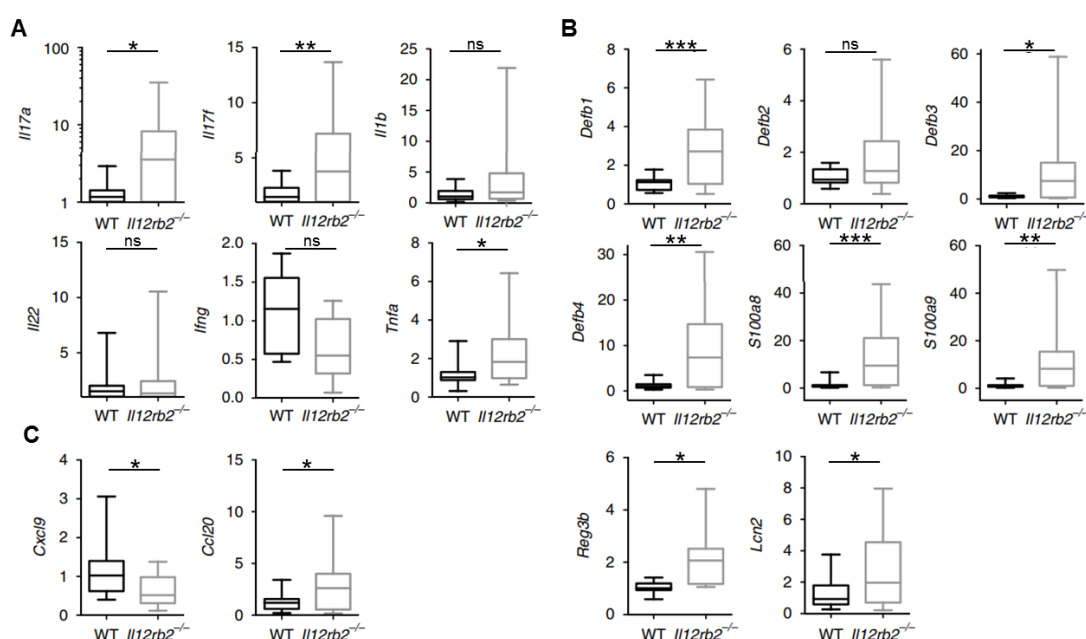 A
B
* ** ns
*** ns *
Il17a 100 10 1
Il17f 15 10 5
Il1b 25 20 15 10 5 0
Defb1 8 6 4 2 0
Defb2 6 4 2 0
Defb3 60 40 20 0
WT Il12rb2−/− WT Il12rb2−/− WT Il12rb2−/−
WT Il12rb2−/− WT Il12rb2−/− WT Il12rb2−/−
ns ns *
** *** **
Il22 15 10 5
Ifng 2.0 1.5 1.0 0.5 0.0
Tnfa 8 6 4 2 0
Defb4 30 20 10 0
S100a8 60 40 20 0
S100a9 60 40 20 0
WT Il12rb2−/− WT Il12rb2−/− WT Il12rb2−/−
WT Il12rb2−/− WT Il12rb2−/− WT Il12rb2−/−
C
* *
* *
Cxcl9 4 3 2 1 0
Ccl20 15 10 5 0
Reg3b 6 4 2 0
Lcn2 10 8 6 4 2 0
WT Il12rb2−/− WT Il12rb2−/−
WT Il12rb2−/− WT Il12rb2−/−